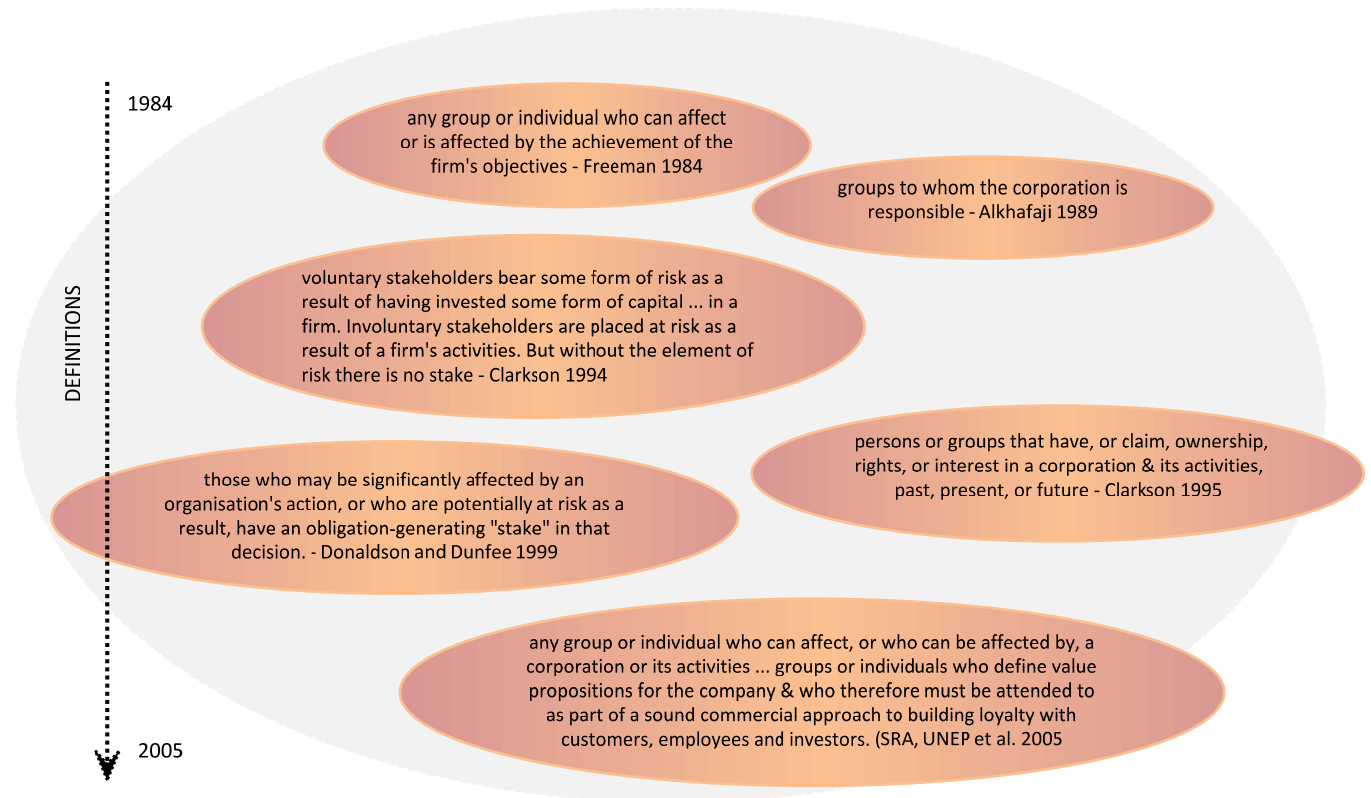 1984
any group or individual who can affect
or is affected by the achievement of the
firm's objectives - Freeman 1984
groups to whom the corporation is
responsible - Alkhafaji 1989
voluntary stakeholders bear some form of risk as a
result of having invested some form of capital ... in a
firm. Involuntary stakeholders are placed at risk as a
result of a firm's activities. But without the element of
risk there is no stake - Clarkson 1994
DEFINITIONS
persons or groups that have, or claim, ownership,
rights, or interest in a corporation & its activities,
past, present, or future - Clarkson 1995
those who may be significantly affected by an
organisation's action, or who are potentially at risk as a
result, have an obligation-generating "stake" in that
decision. - Donaldson and Dunfee 1999
any group or individual who can affect, or who can be affected by, a
corporation or its activities ... groups or individuals who define value
propositions for the company & who therefore must be attended to
as part of a sound commercial approach to building loyalty with
customers, employees and investors. (SRA, UNEP et al. 2005
2005